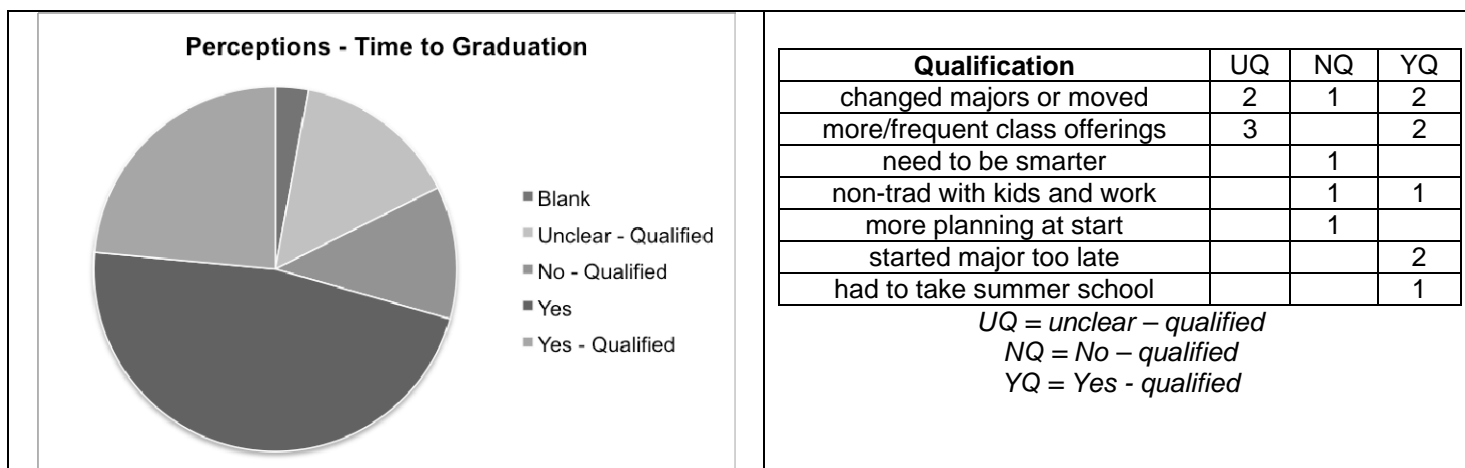 Perceptions - Time to Graduation
Blank
Unclear - Qualified
No - Qualified
Yes
Yes - Qualified
Qualification UQ NQ YQ
changed majors or moved 2 1 2
more/frequent class offerings 3 2
need to be smarter 1
non-trad with kids and work 1 1
more planning at start 1
started major too late 2
had to take summer school 1
UQ = unclear – qualified
NQ = No – qualified
YQ = Yes - qualified